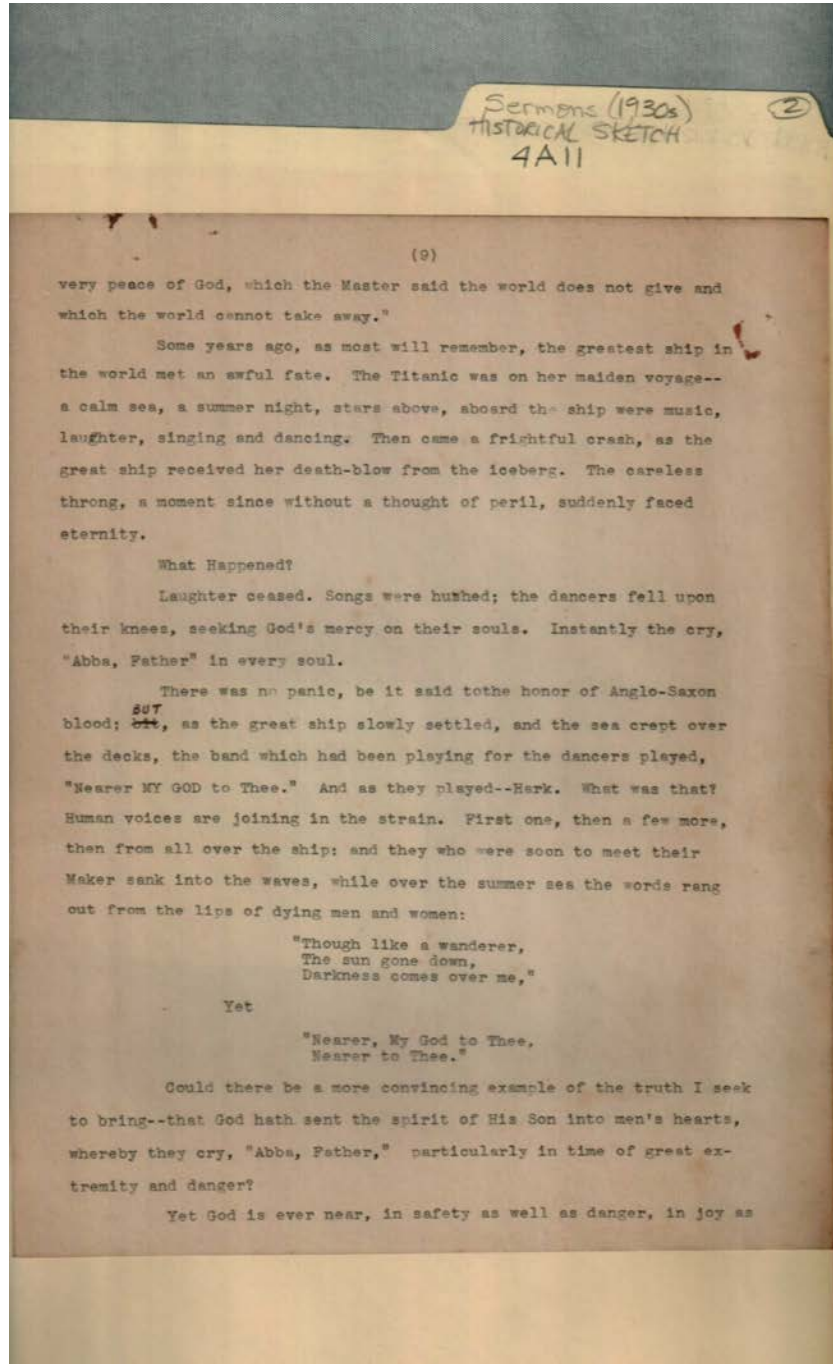 Sermons (1930s)
2
HISTORICAL SKETCH
4A11
(9)
very peace of God, which the Master said the world does not give and
which the world cannot take away."
Some years ago, as most will remember, the greatest ship in
the world met an awful fate. The Titanic was on her maiden voyage--
a calm sea, a summer night, stars above, aboard the ship were music,
laughter, singing and dancing. Then came a frightful crash, as the
great ship received her death-blow from the iceberg. The careless
throng, a moment since without a thought of peril, suddenly faced
eternity.
What Happened?
Laughter ceased. Songs were hushed; the dancers fell upon
their knees, seeking God's mercy on their souls. Instantly the cry,
"Abba, Father" in every soul.
There was no panic, be it said tothe honor of Anglo-Saxon
BUT
blood; bit, as the great ship slowly settled, and the sea crept over
the decks, the band which had been playing for the dancers played,
"Nearer MY GOD to Thee." And as they played--Hark. What was that?
Human voices are joining in the strain. First one, then a few more,
then from all over the ship: and they who were soon to meet their
Maker sank into the waves, while over the summer sea the words rang
out from the lips of dying men and women:
"Though like a wanderer,
The sun gone down,
Darkness comes over me,"
Yet
"Nearer, My God to Thee,
Nearer to Thee."
Could there be a more convincing example of the truth I seek
to bring--that God hath sent the spirit of His Son into men's hearts,
whereby they cry, "Abba, Father," particularly in time of great ex-
tremity and danger?
Yet God is ever near, in safety as well as danger, in joy as